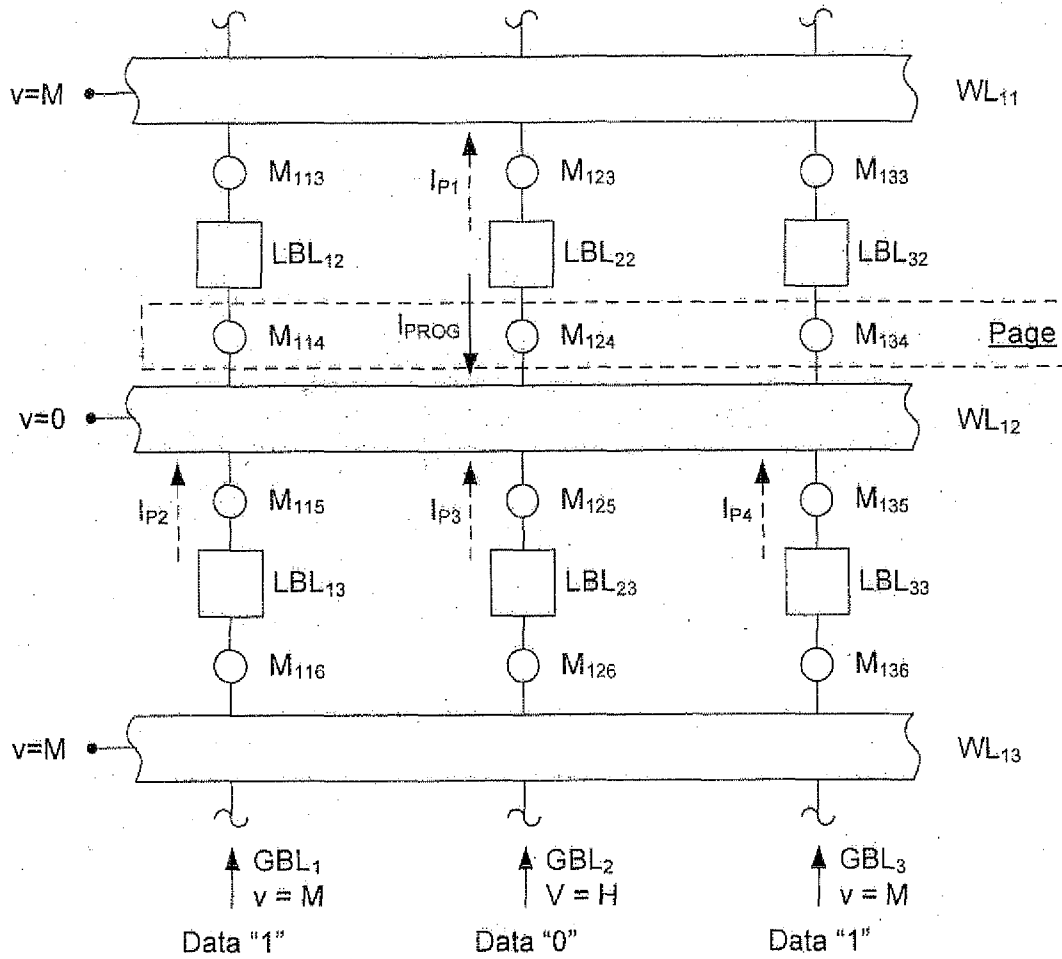 v=M
WL11
M113
IP1
M123
M133
LBL12
LBL22
LBL32
M114
IPROG
M124
M134
Page
v=0
WL12
IP2
M115
IP3
M125
IP4
M135
LBL13
LBL23
LBL33
M116
M126
M136
v=M
WL13
GBL1
v = M
Data "1"
GBL2
V = H
Data "0"
GBL3
v = M
Data "1"